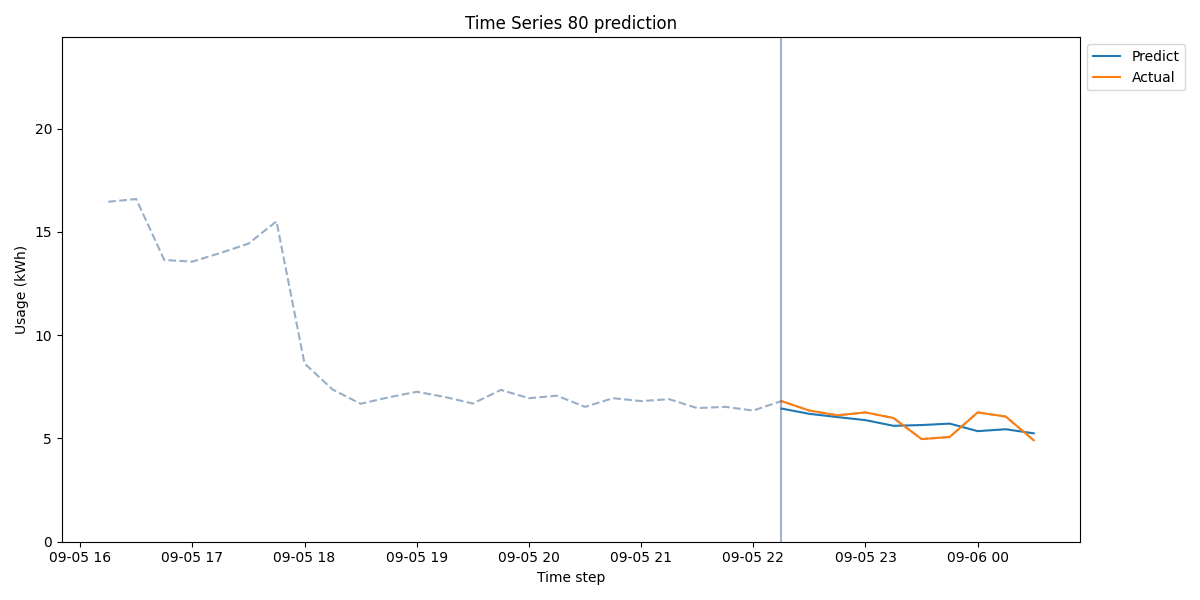 Time Series 80 prediction
Predict
Actual
20
15
10
5
0
Usage (kWh)
09-05 16
09-05 17
09-05 18
09-05 19
09-05 20
09-05 21
09-05 22
09-05 23
09-06 00
Time step